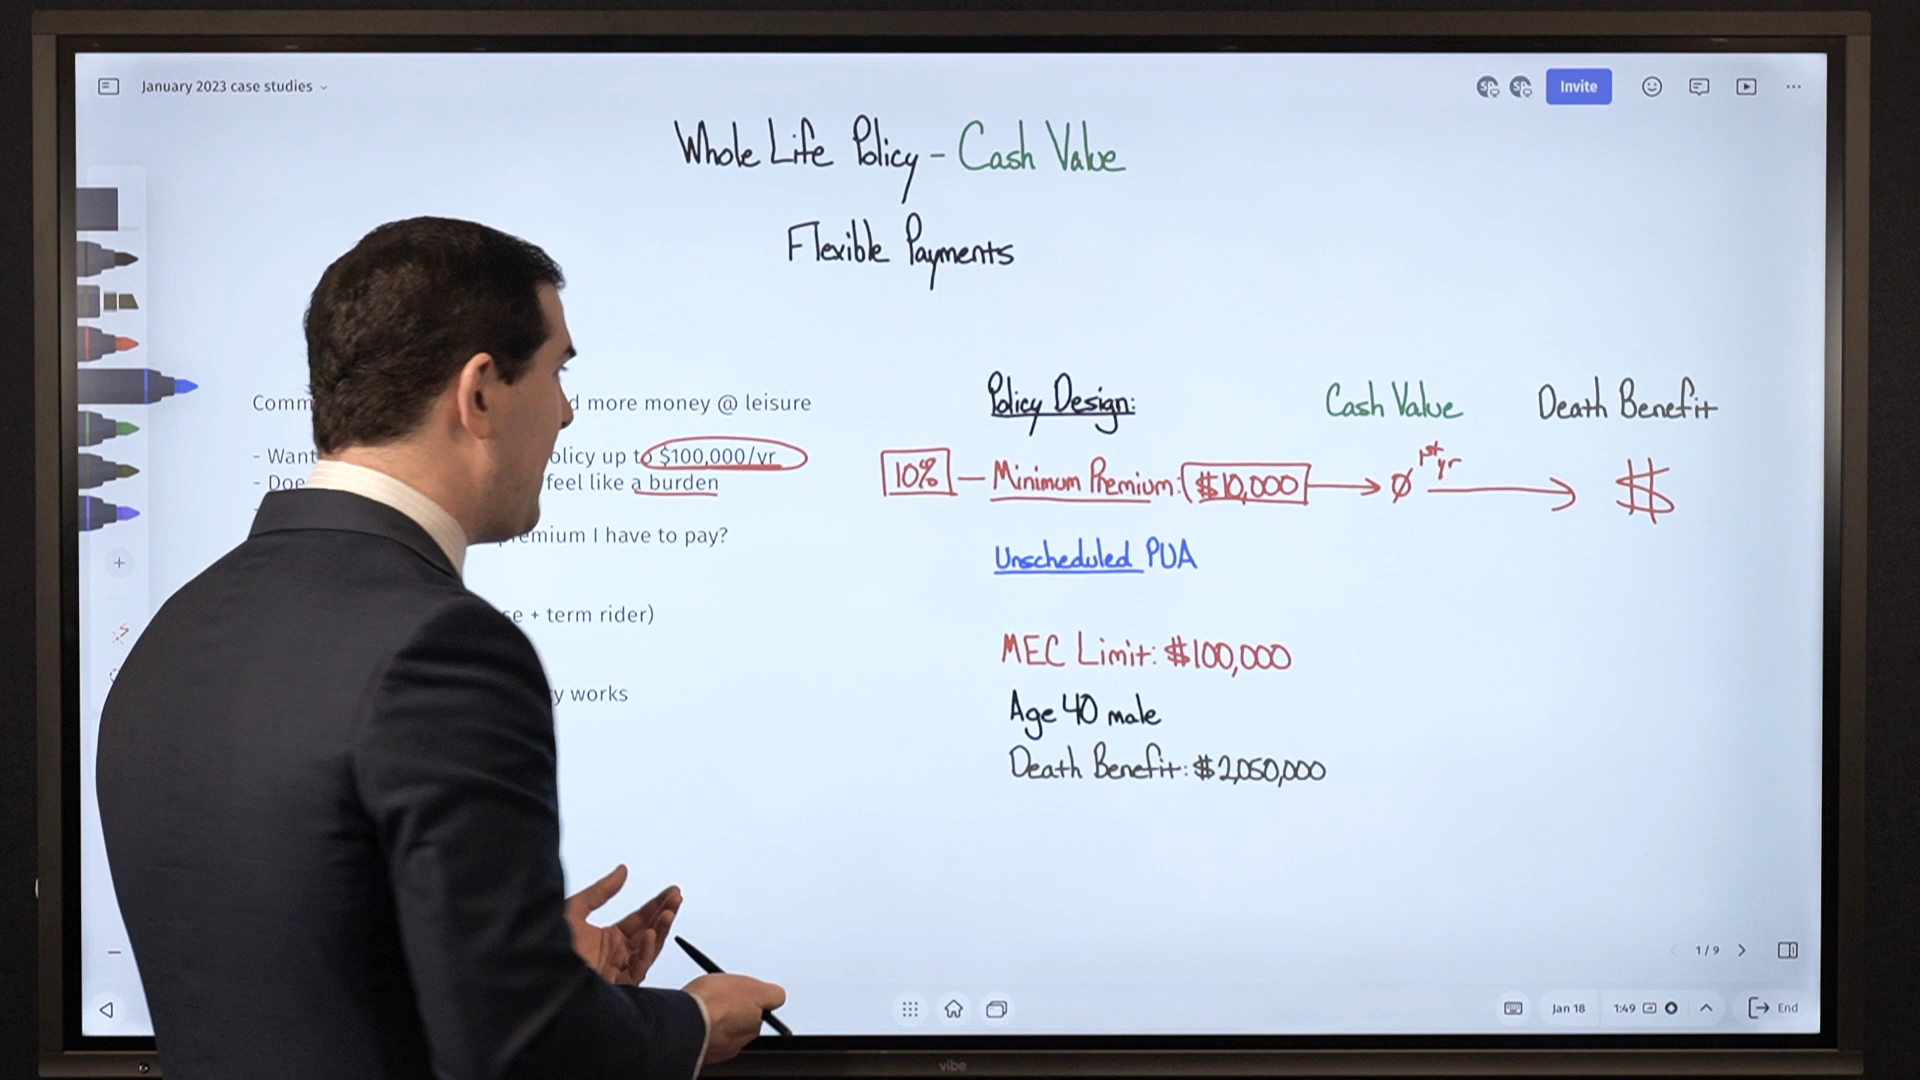 January 2023 case studies
Invite
Whole Life Policy - Cash Value
Flexible Payments
Comm d more money @ leisure
- Want olicy up to $100,000/yr
- Doe feel like a burden
emium I have to pay?
e + term rider)
y works
Policy Design:
Cash Value
Death Benefit
10% - Minimum Premium: $10,000 → Ø 1st yr → $
Unscheduled PUA
MEC Limit: $100,000
Age 40 male
Death Benefit: $2,050,000
1/9
Jan 18
1:49
End
vibe